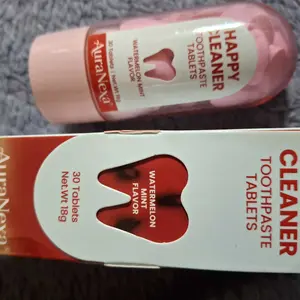 HAPPY
CLEANER
TOOTHPASTE
TABLETS
WATERMELON MINT
FLAVOR
AuraNexa
CLEANER
TOOTHPASTE
TABLETS
WATERMELON
MINT
FLAVOR
30 Tablets
Net.Wt 18g
AuraNexa